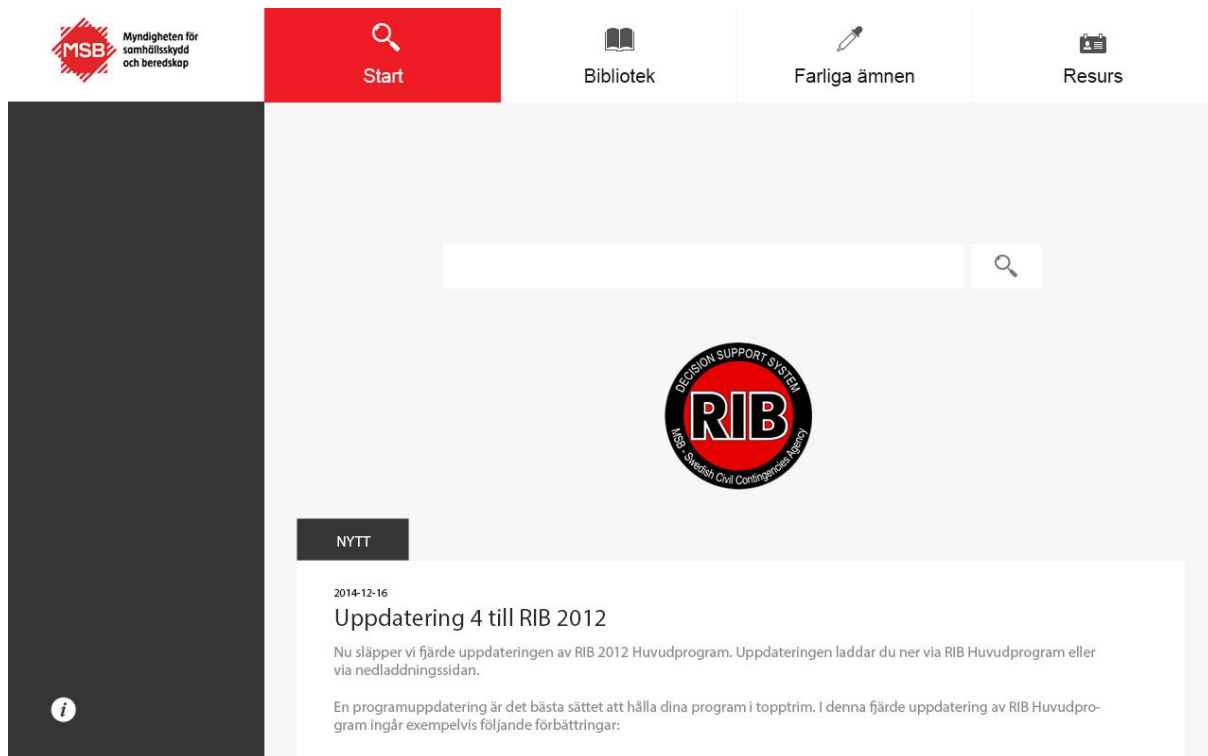 MSB
Myndigheten för
samhällsskydd
och beredskap
Start
Bibliotek
Farliga ämnen
Resurs
DECISION SUPPORT SYSTEM
RIB
MSB - Swedish Civil Contingencies Agency
NYTT
2014-12-16
Uppdatering 4 till RIB 2012
Nu släpper vi fjärde uppdateringen av RIB 2012 Huvudprogram. Uppdateringen laddar du ner via RIB Huvudprogram eller
via nedladdningssidan.
En programuppdatering är det bästa sättet att hålla dina program i topptrim. I denna fjärde uppdatering av RIB Huvudpro-
gram ingår exempelvis följande förbättringar:
i